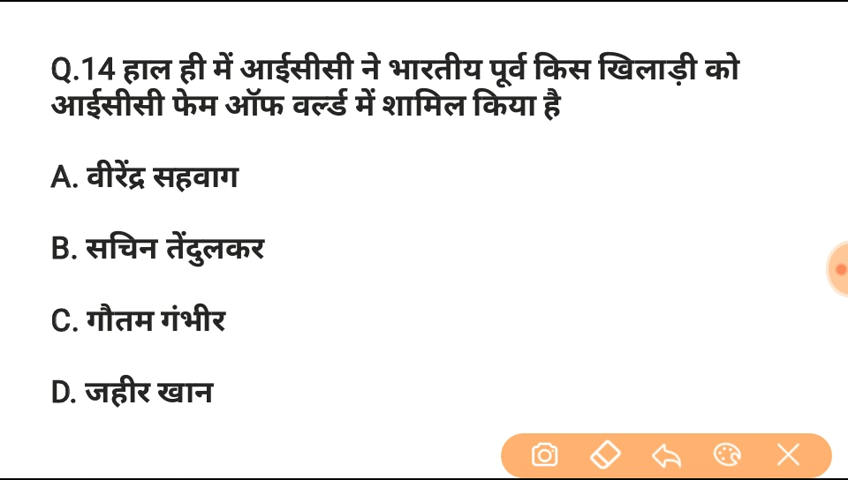 Q.14 हाल ही में आईसीसी ने भारतीय पूर्व किस खिलाड़ी को
आईसीसी फेम ऑफ वर्ल्ड में शामिल किया है
A. वीरेंद्र सहवाग
B. सचिन तेंदुलकर
C. गौतम गंभीर
D. जहीर खान